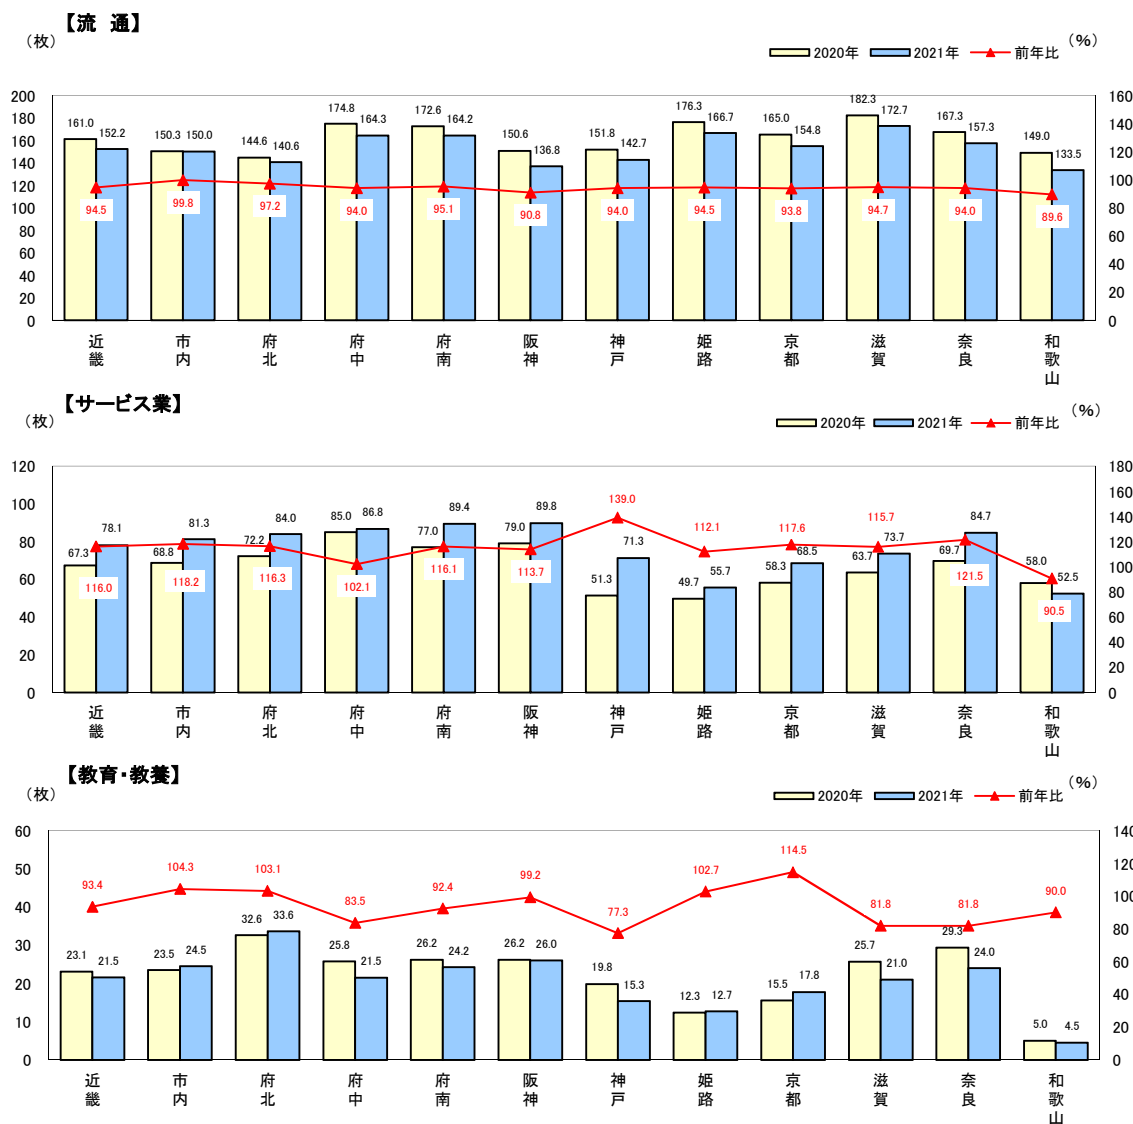 【流　通】
（枚）
2020年 2021年 前年比 （％）
200 180 160 140 120 100 80 60 40 20 0
160 140 120 100 80 60 40 20 0
161.0 152.2 150.3 150.0 144.6 140.6 174.8 164.3 172.6 164.2 150.6 136.8 151.8 142.7 176.3 166.7 165.0 154.8 182.3 172.7 167.3 157.3 149.0 133.5
94.5 99.8 97.2 94.0 95.1 90.8 94.0 94.5 93.8 94.7 94.0 89.6
近畿 市内 府北 府中 府南 阪神 神戸 姫路 京都 滋賀 奈良 和歌山
【サービス業】
（枚）
2020年 2021年 前年比 （％）
120 100 80 60 40 20 0
180 160 140 120 100 80 60 40 20 0
67.3 78.1 68.8 81.3 72.2 84.0 85.0 86.8 77.0 89.4 79.0 89.8 51.3 71.3 49.7 55.7 58.3 68.5 63.7 73.7 69.7 84.7 58.0 52.5
116.0 118.2 116.3 102.1 116.1 113.7 139.0 112.1 117.6 115.7 121.5 90.5
近畿 市内 府北 府中 府南 阪神 神戸 姫路 京都 滋賀 奈良 和歌山
【教育・教養】
（枚）
2020年 2021年 前年比 （％）
60 50 40 30 20 10 0
140 120 100 80 60 40 20 0
93.4 104.3 103.1 83.5 92.4 99.2 77.3 102.7 114.5 81.8 81.8 90.0
23.1 21.5 23.5 24.5 32.6 33.6 25.8 21.5 26.2 24.2 26.2 26.0 19.8 15.3 12.3 12.7 15.5 17.8 25.7 21.0 29.3 24.0 5.0 4.5
近畿 市内 府北 府中 府南 阪神 神戸 姫路 京都 滋賀 奈良 和歌山